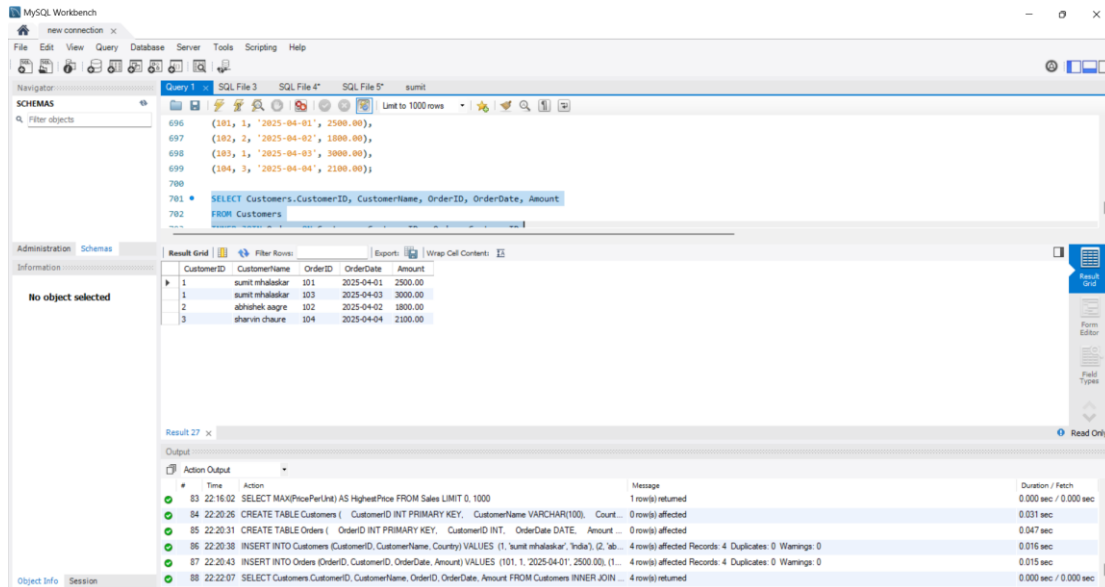 MySQL Workbench
new connection ×
File Edit View Query Database Server Tools Scripting Help
Navigator
SCHEMAS
Filter objects
Administration Schemas
Information
No object selected
Object Info Session
Query 1 × SQL File 3 SQL File 4* SQL File 5* sumit
Limit to 1000 rows
696 (101, 1, '2025-04-01', 2500.00),
697 (102, 2, '2025-04-02', 1800.00),
698 (103, 1, '2025-04-03', 3000.00),
699 (104, 3, '2025-04-04', 2100.00);
700
701 SELECT Customers.CustomerID, CustomerName, OrderID, OrderDate, Amount
702 FROM Customers
Result Grid Filter Rows: Export: Wrap Cell Content:
CustomerID CustomerName OrderID OrderDate Amount
1 sumit mhalaskar 101 2025-04-01 2500.00
1 sumit mhalaskar 103 2025-04-03 3000.00
2 abhishek aagre 102 2025-04-02 1800.00
3 sharvin chaure 104 2025-04-04 2100.00
Result Grid
Form Editor
Field Types
Result 27 × Read Only
Output
Action Output
# Time Action Message Duration / Fetch
83 22:16:02 SELECT MAX(PricePerUnit) AS HighestPrice FROM Sales LIMIT 0, 1000 1 row(s) returned 0.000 sec / 0.000 sec
84 22:20:26 CREATE TABLE Customers ( CustomerID INT PRIMARY KEY, CustomerName VARCHAR(100), Count... 0 row(s) affected 0.031 sec
85 22:20:31 CREATE TABLE Orders ( OrderID INT PRIMARY KEY, CustomerID INT, OrderDate DATE, Amount ... 0 row(s) affected 0.047 sec
86 22:20:38 INSERT INTO Customers (CustomerID, CustomerName, Country) VALUES (1, 'sumit mhalaskar', 'India'), (2, 'ab... 4 row(s) affected Records: 4 Duplicates: 0 Warnings: 0 0.016 sec
87 22:20:43 INSERT INTO Orders (OrderID, CustomerID, OrderDate, Amount) VALUES (101, 1, '2025-04-01', 2500.00), (1... 4 row(s) affected Records: 4 Duplicates: 0 Warnings: 0 0.015 sec
88 22:22:07 SELECT Customers.CustomerID, CustomerName, OrderID, OrderDate, Amount FROM Customers INNER JOIN ... 4 row(s) returned 0.000 sec / 0.000 sec